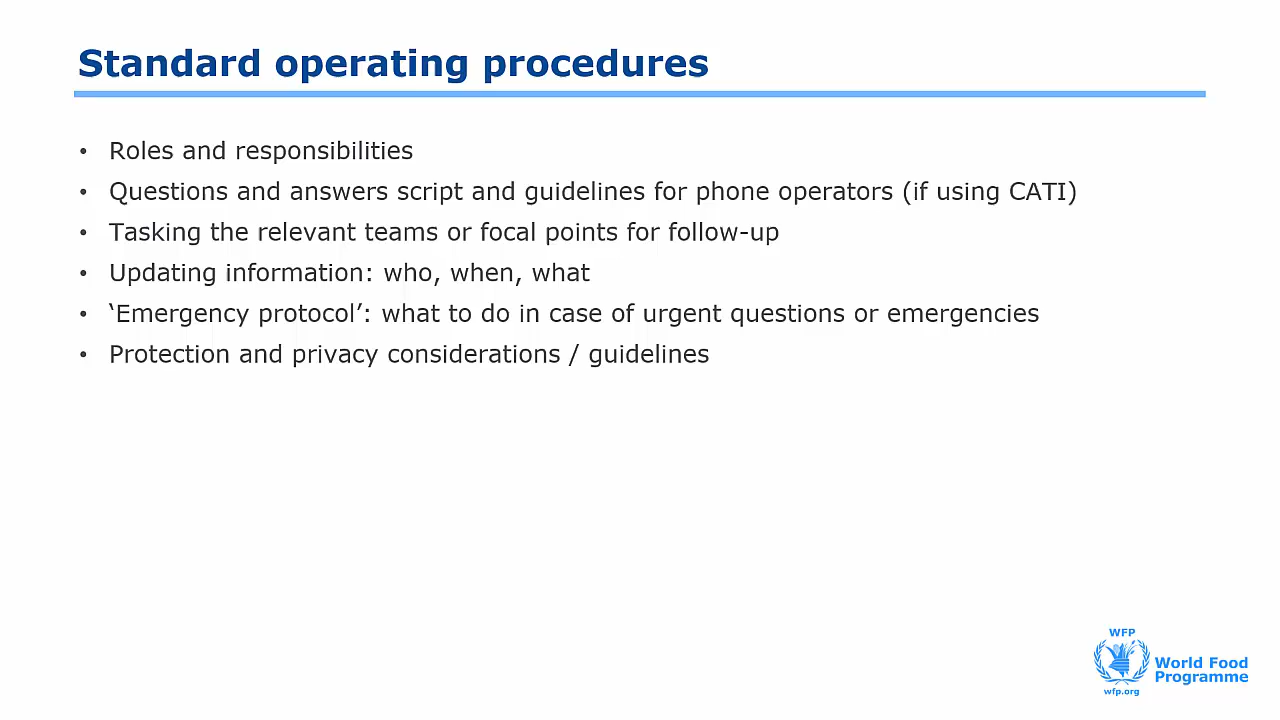 Standard operating procedures
• Roles and responsibilities
• Questions and answers script and guidelines for phone operators (if using CATI)
• Tasking the relevant teams or focal points for follow-up
• Updating information: who, when, what
• ‘Emergency protocol’: what to do in case of urgent questions or emergencies
• Protection and privacy considerations / guidelines
WFP
World Food
Programme
wfp.org